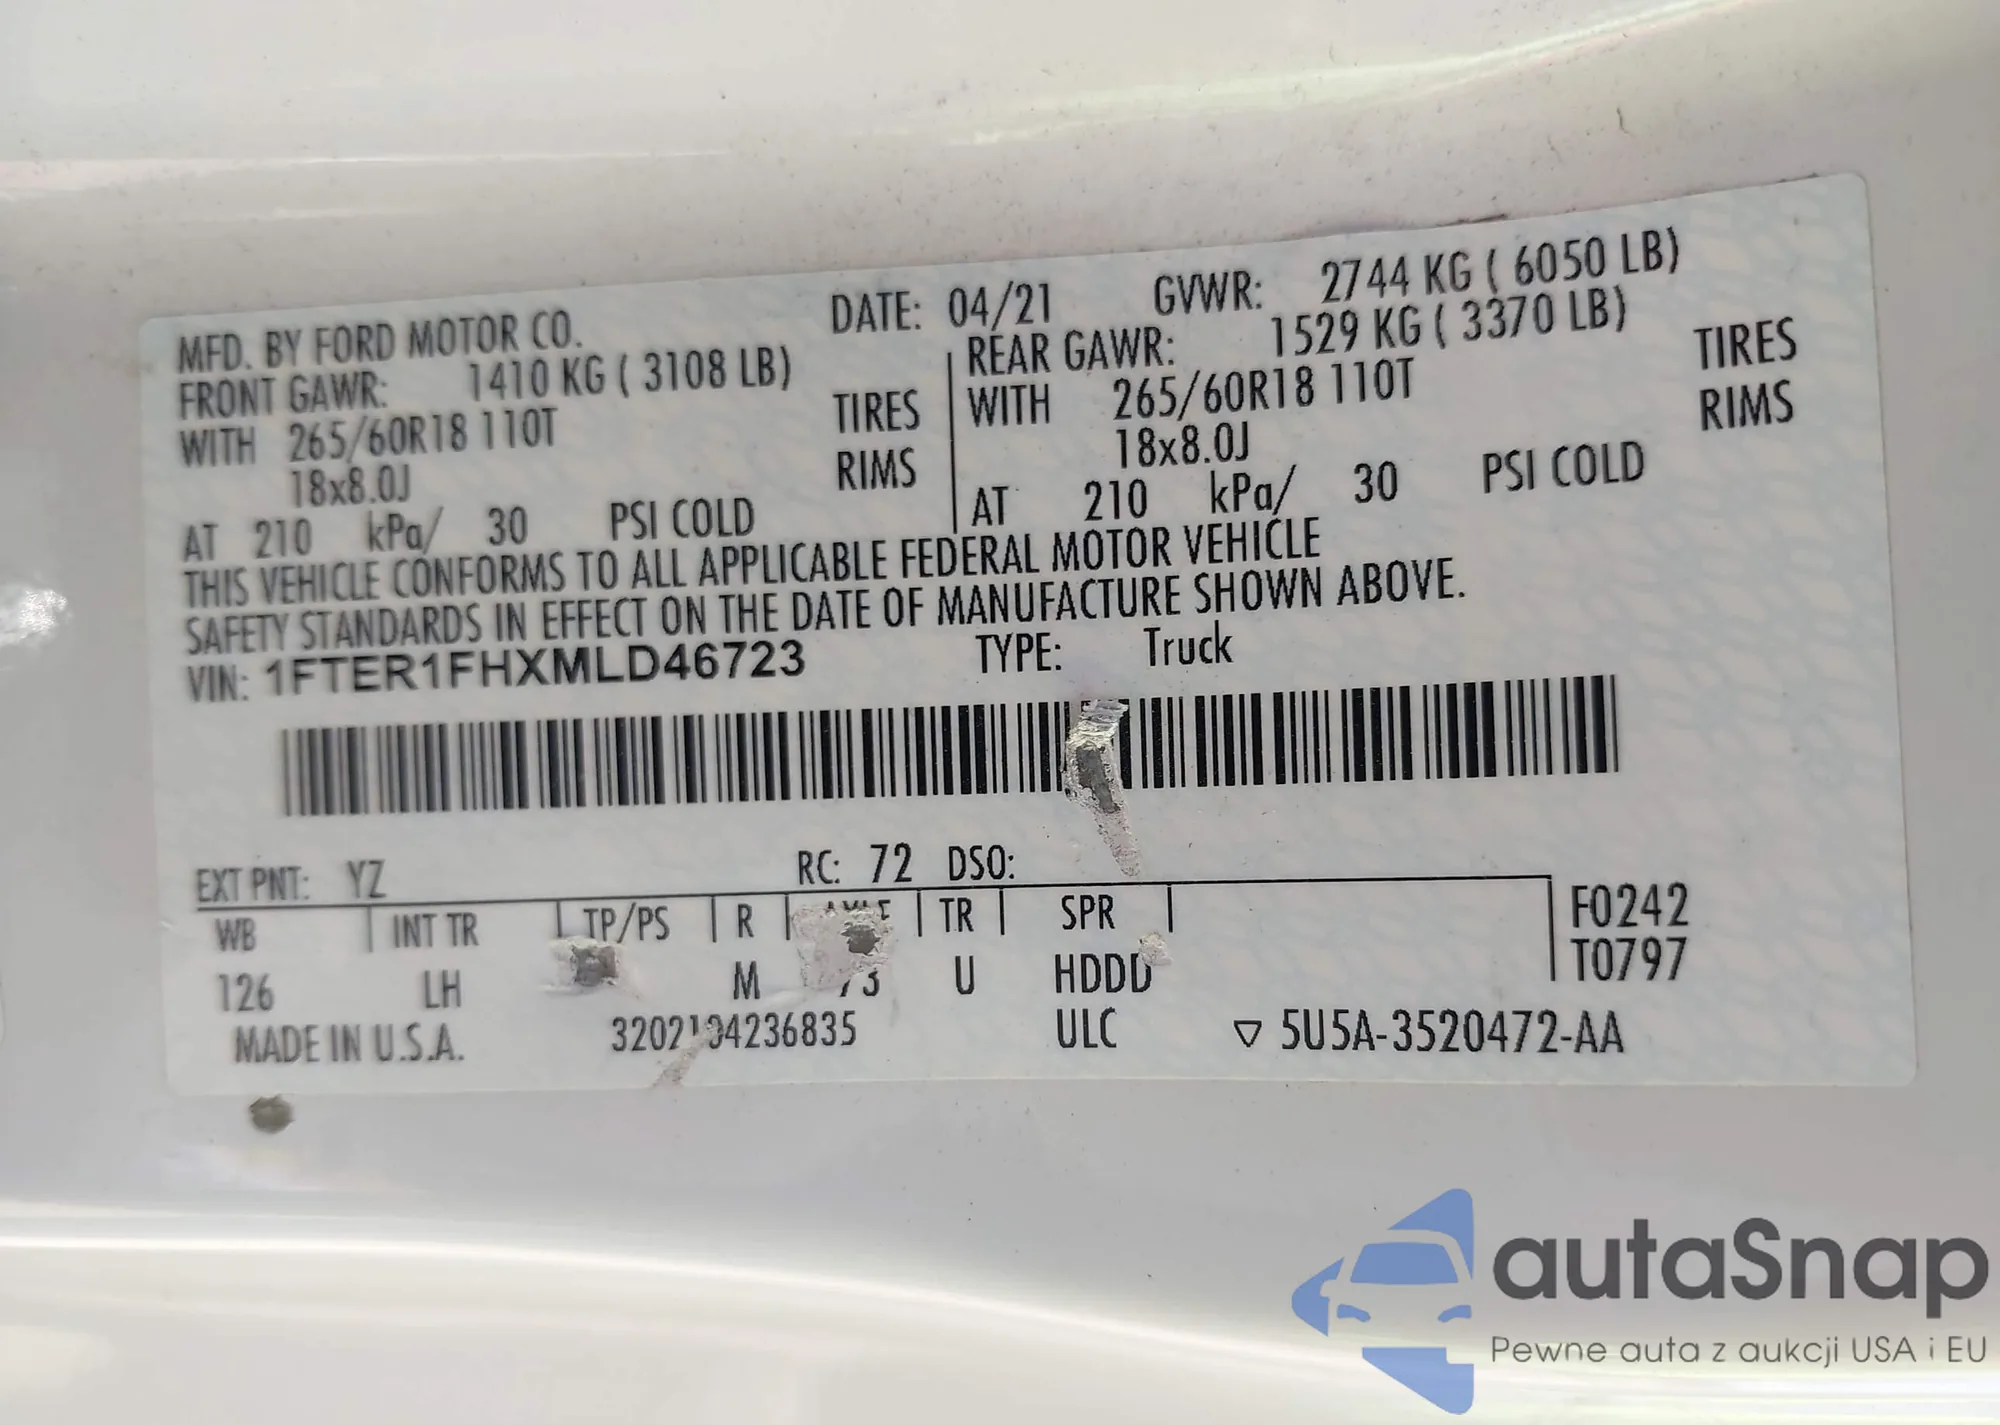 MFD. BY FORD MOTOR CO. DATE: 04/21 GVWR: 2744 KG ( 6050 LB)
FRONT GAWR: 1410 KG ( 3108 LB) REAR GAWR: 1529 KG ( 3370 LB)
WITH 265/60R18 110T TIRES WITH 265/60R18 110T TIRES
18x8.0J RIMS 18x8.0J RIMS
AT 210 kPa/ 30 PSI COLD AT 210 kPa/ 30 PSI COLD
THIS VEHICLE CONFORMS TO ALL APPLICABLE FEDERAL MOTOR VEHICLE
SAFETY STANDARDS IN EFFECT ON THE DATE OF MANUFACTURE SHOWN ABOVE.
VIN: 1FTER1FHXMLD46723 TYPE: Truck
EXT PNT: YZ RC: 72 DSO:
WB INT TR TP/PS R TR SPR F0242
126 LH M U HDDD T0797
MADE IN U.S.A. ULC ▽ 5U5A-3520472-AA
autaSnap
Pewne auta z aukcji USA i EU